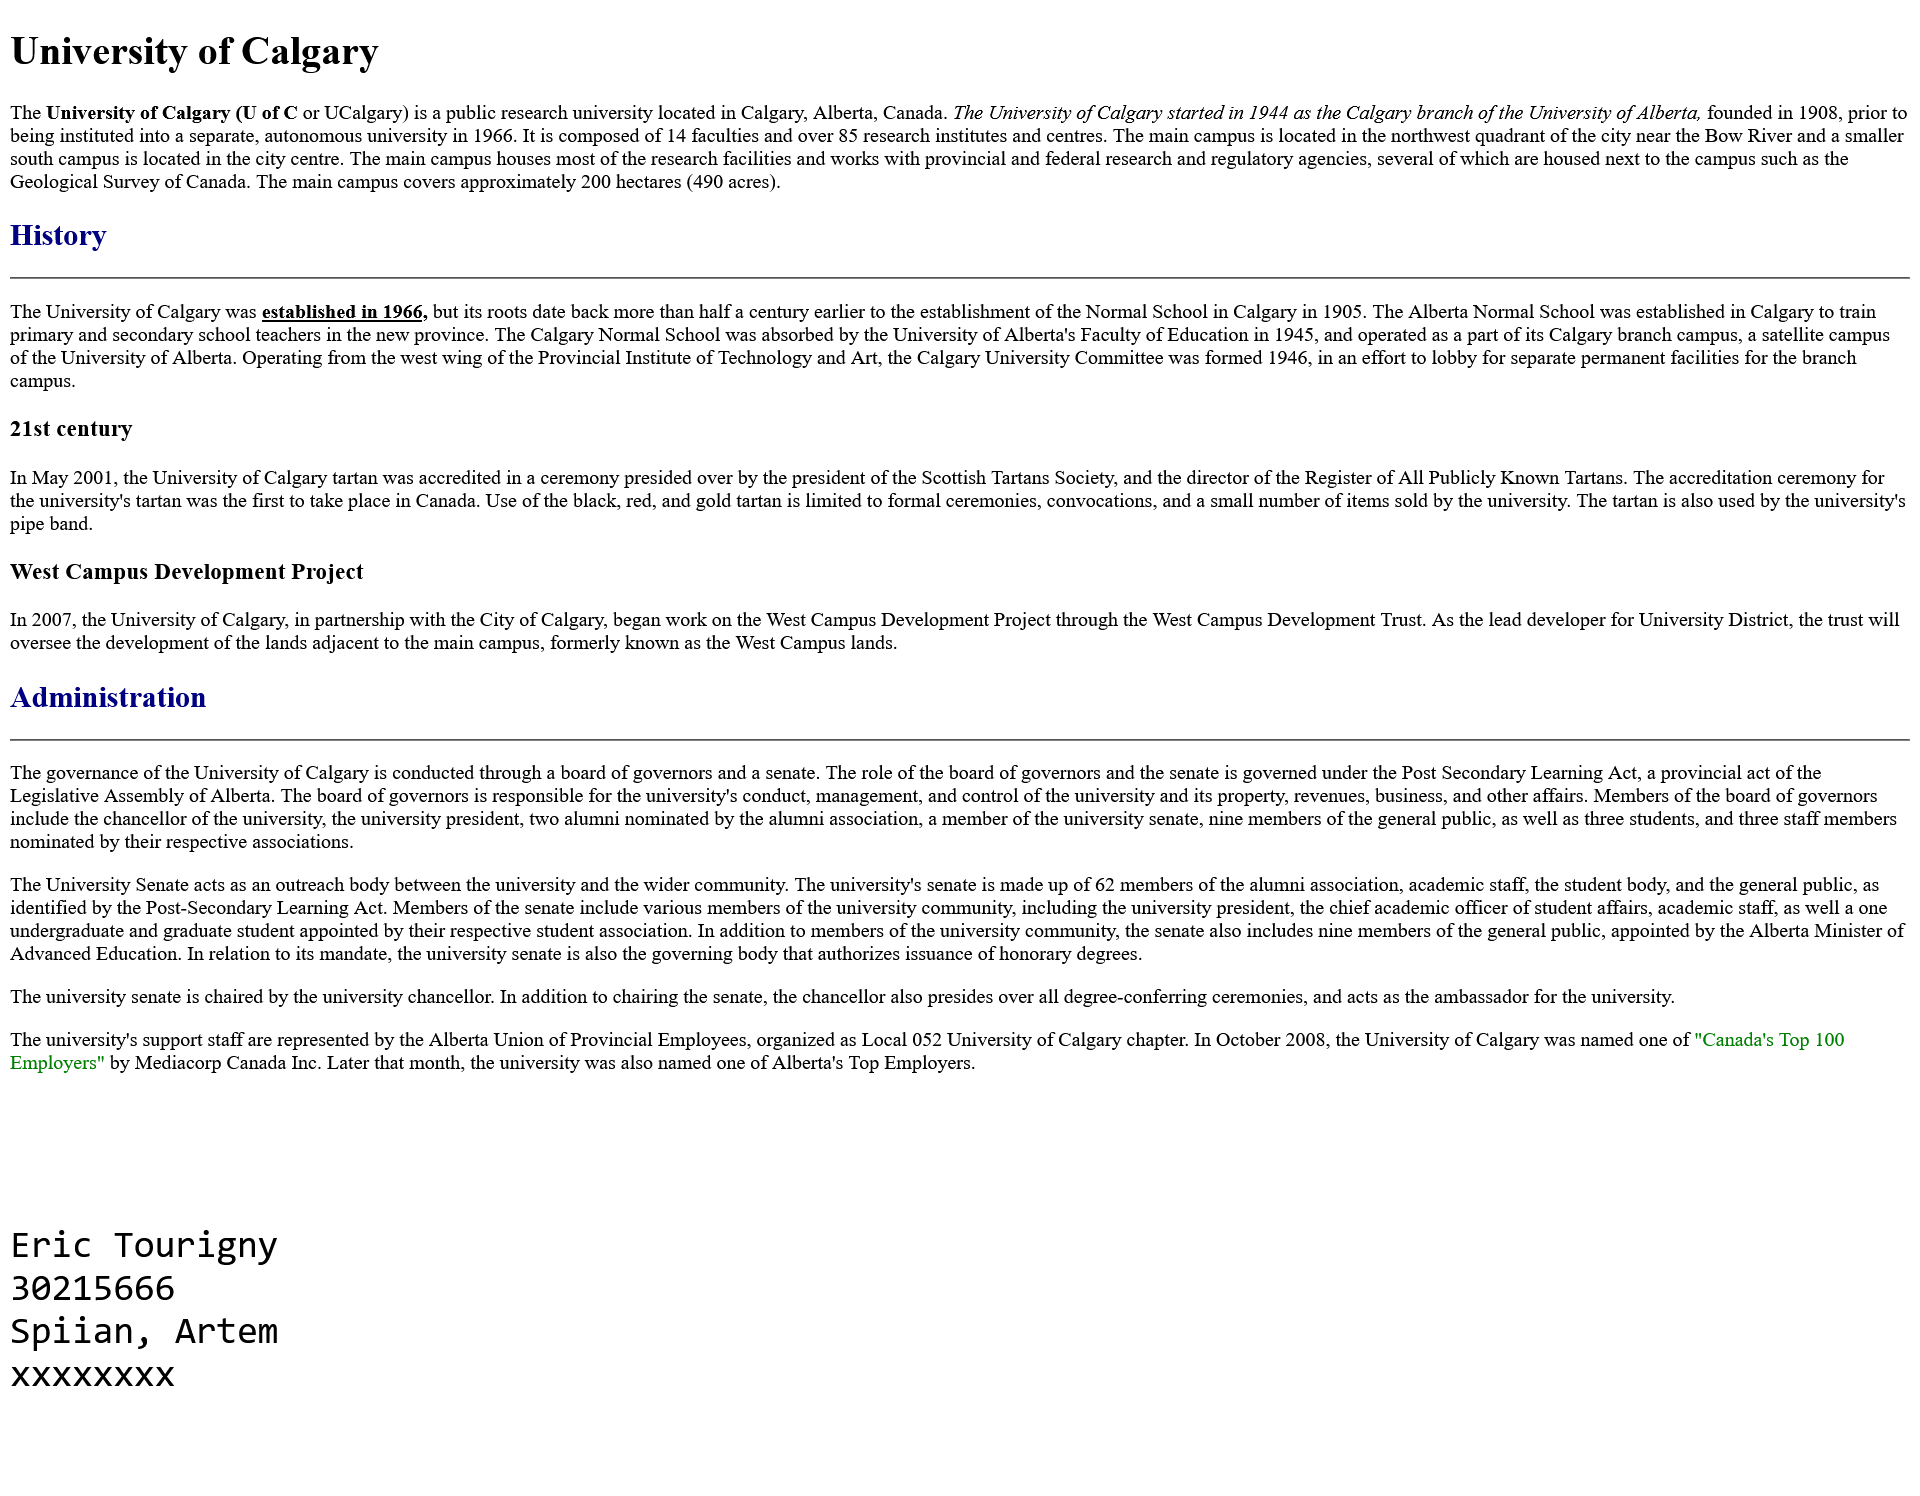 University of Calgary
The University of Calgary (U of C or UCalgary) is a public research university located in Calgary, Alberta, Canada. The University of Calgary started in 1944 as the Calgary branch of the University of Alberta, founded in 1908, prior to
being instituted into a separate, autonomous university in 1966. It is composed of 14 faculties and over 85 research institutes and centres. The main campus is located in the northwest quadrant of the city near the Bow River and a smaller
south campus is located in the city centre. The main campus houses most of the research facilities and works with provincial and federal research and regulatory agencies, several of which are housed next to the campus such as the
Geological Survey of Canada. The main campus covers approximately 200 hectares (490 acres).
History
The University of Calgary was established in 1966, but its roots date back more than half a century earlier to the establishment of the Normal School in Calgary in 1905. The Alberta Normal School was established in Calgary to train
primary and secondary school teachers in the new province. The Calgary Normal School was absorbed by the University of Alberta's Faculty of Education in 1945, and operated as a part of its Calgary branch campus, a satellite campus
of the University of Alberta. Operating from the west wing of the Provincial Institute of Technology and Art, the Calgary University Committee was formed 1946, in an effort to lobby for separate permanent facilities for the branch
campus.
21st century
In May 2001, the University of Calgary tartan was accredited in a ceremony presided over by the president of the Scottish Tartans Society, and the director of the Register of All Publicly Known Tartans. The accreditation ceremony for
the university's tartan was the first to take place in Canada. Use of the black, red, and gold tartan is limited to formal ceremonies, convocations, and a small number of items sold by the university. The tartan is also used by the university's
pipe band.
West Campus Development Project
In 2007, the University of Calgary, in partnership with the City of Calgary, began work on the West Campus Development Project through the West Campus Development Trust. As the lead developer for University District, the trust will
oversee the development of the lands adjacent to the main campus, formerly known as the West Campus lands.
Administration
The governance of the University of Calgary is conducted through a board of governors and a senate. The role of the board of governors and the senate is governed under the Post Secondary Learning Act, a provincial act of the
Legislative Assembly of Alberta. The board of governors is responsible for the university's conduct, management, and control of the university and its property, revenues, business, and other affairs. Members of the board of governors
include the chancellor of the university, the university president, two alumni nominated by the alumni association, a member of the university senate, nine members of the general public, as well as three students, and three staff members
nominated by their respective associations.
The University Senate acts as an outreach body between the university and the wider community. The university's senate is made up of 62 members of the alumni association, academic staff, the student body, and the general public, as
identified by the Post-Secondary Learning Act. Members of the senate include various members of the university community, including the university president, the chief academic officer of student affairs, academic staff, as well a one
undergraduate and graduate student appointed by their respective student association. In addition to members of the university community, the senate also includes nine members of the general public, appointed by the Alberta Minister of
Advanced Education. In relation to its mandate, the university senate is also the governing body that authorizes issuance of honorary degrees.
The university senate is chaired by the university chancellor. In addition to chairing the senate, the chancellor also presides over all degree-conferring ceremonies, and acts as the ambassador for the university.
The university's support staff are represented by the Alberta Union of Provincial Employees, organized as Local 052 University of Calgary chapter. In October 2008, the University of Calgary was named one of "Canada's Top 100
Employers" by Mediacorp Canada Inc. Later that month, the university was also named one of Alberta's Top Employers.
Eric Tourigny
30215666
Spiian, Artem
xxxxxxxx